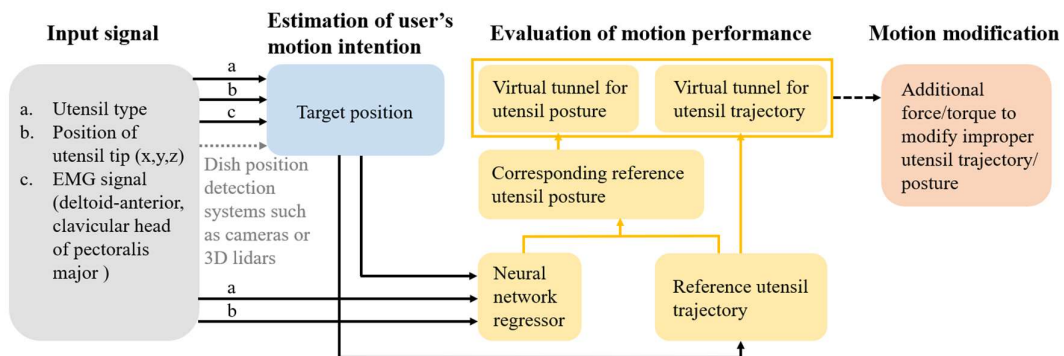 Input signal
a. Utensil type
b. Position of
utensil tip (x,y,z)
c. EMG signal
(deltoid-anterior,
clavicular head
of pectoralis
major )
a
b
c
Dish position
detection
systems such
as cameras or
3D lidars
a
b
Estimation of user’s
motion intention
Target position
Evaluation of motion performance
Virtual tunnel for
utensil posture
Virtual tunnel for
utensil trajectory
Corresponding reference
utensil posture
Neural
network
regressor
Reference utensil
trajectory
Motion modification
Additional
force/torque to
modify improper
utensil trajectory/
posture